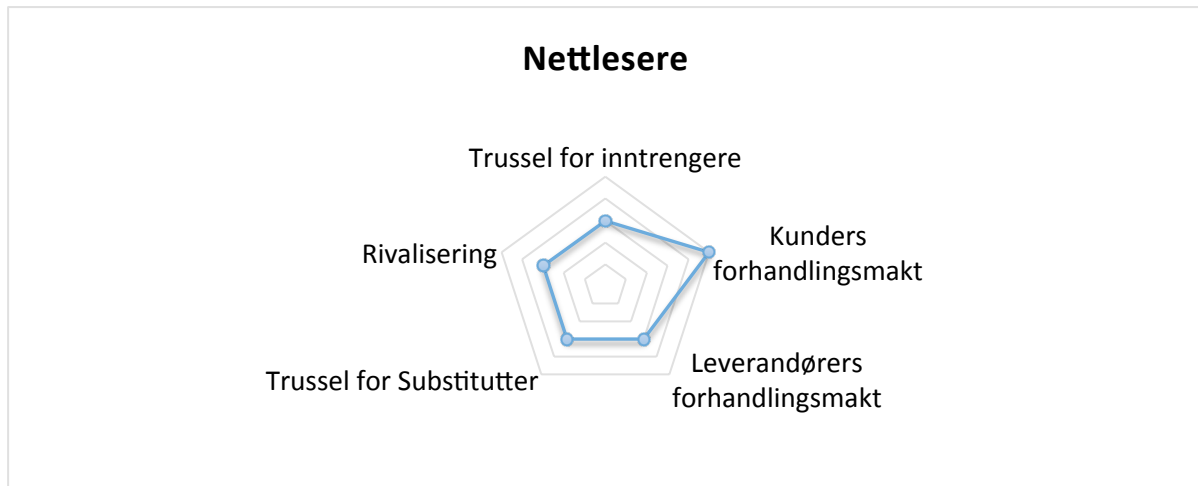 Nettlesere
Trussel for inntrengere
Kunders
forhandlingsmakt
Leverandørers
forhandlingsmakt
Trussel for Substitutter
Rivalisering